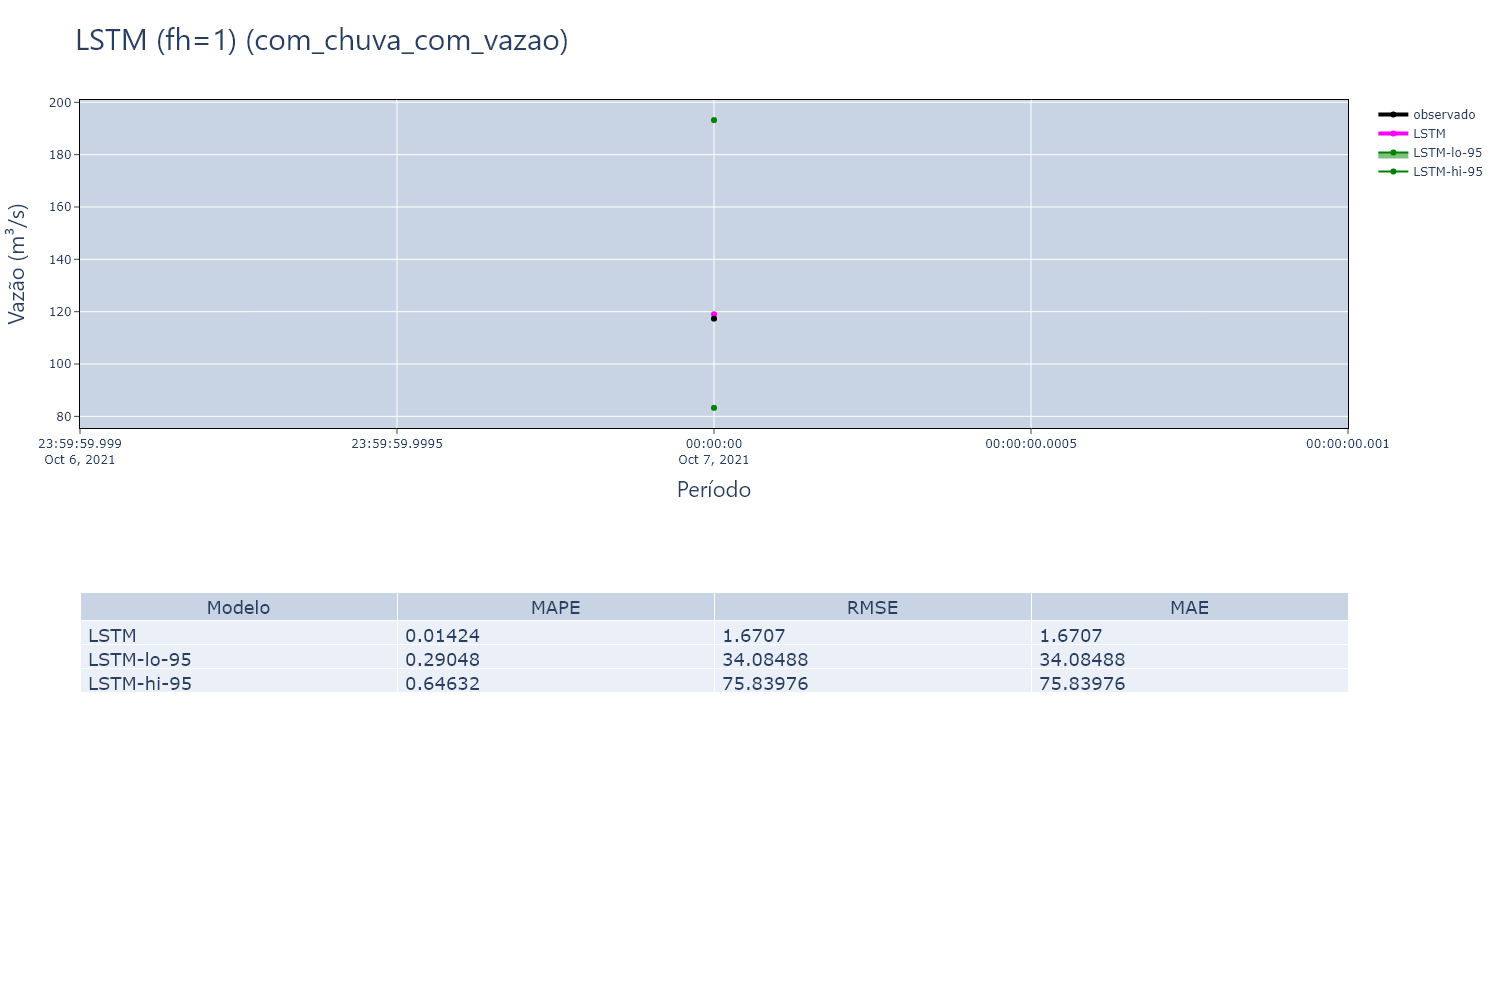 LSTM (fh=1) (com_chuva_com_vazao)
200
180
160
140
120
100
80
Vazão (m³/s)
23:59:59.999 23:59:59.9995 00:00:00 00:00:00.0005 00:00:00.001
Oct 6, 2021 Oct 7, 2021
Período
observado
LSTM
LSTM-lo-95
LSTM-hi-95
Modelo MAPE RMSE MAE
LSTM 0.01424 1.6707 1.6707
LSTM-lo-95 0.29048 34.08488 34.08488
LSTM-hi-95 0.64632 75.83976 75.83976